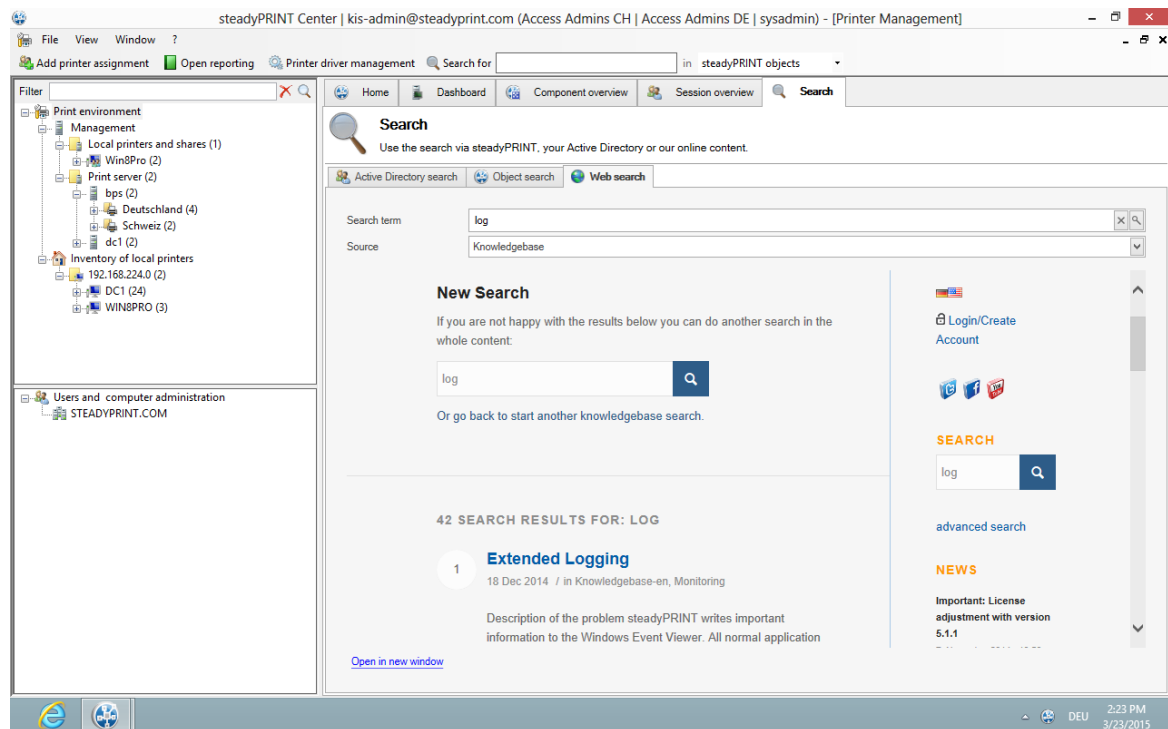 steadyPRINT Center | kis-admin@steadyprint.com (Access Admins CH | Access Admins DE | sysadmin) - [Printer Management]
File View Window ?
Add printer assignment Open reporting Printer driver management Search for in steadyPRINT objects
Filter
Print environment
Management
Local printers and shares (1)
Win8Pro (2)
Print server (2)
bps (2)
Deutschland (4)
Schweiz (2)
dc1 (2)
Inventory of local printers
192.168.224.0 (2)
DC1 (24)
WIN8PRO (3)
Users and computer administration
STEADYPRINT.COM
Home Dashboard Component overview Session overview Search
Search
Use the search via steadyPRINT, your Active Directory or our online content.
Active Directory search Object search Web search
Search term log
Source Knowledgebase
New Search
If you are not happy with the results below you can do another search in the
whole content:
log
Or go back to start another knowledgebase search.
42 SEARCH RESULTS FOR: LOG
1
Extended Logging
18 Dec 2014 / in Knowledgebase-en, Monitoring
Description of the problem steadyPRINT writes important
information to the Windows Event Viewer. All normal application
Open in new window
Login/Create
Account
SEARCH
log
advanced search
NEWS
Important: License
adjustment with version
5.1.1
DEU
2:23 PM
3/23/2015